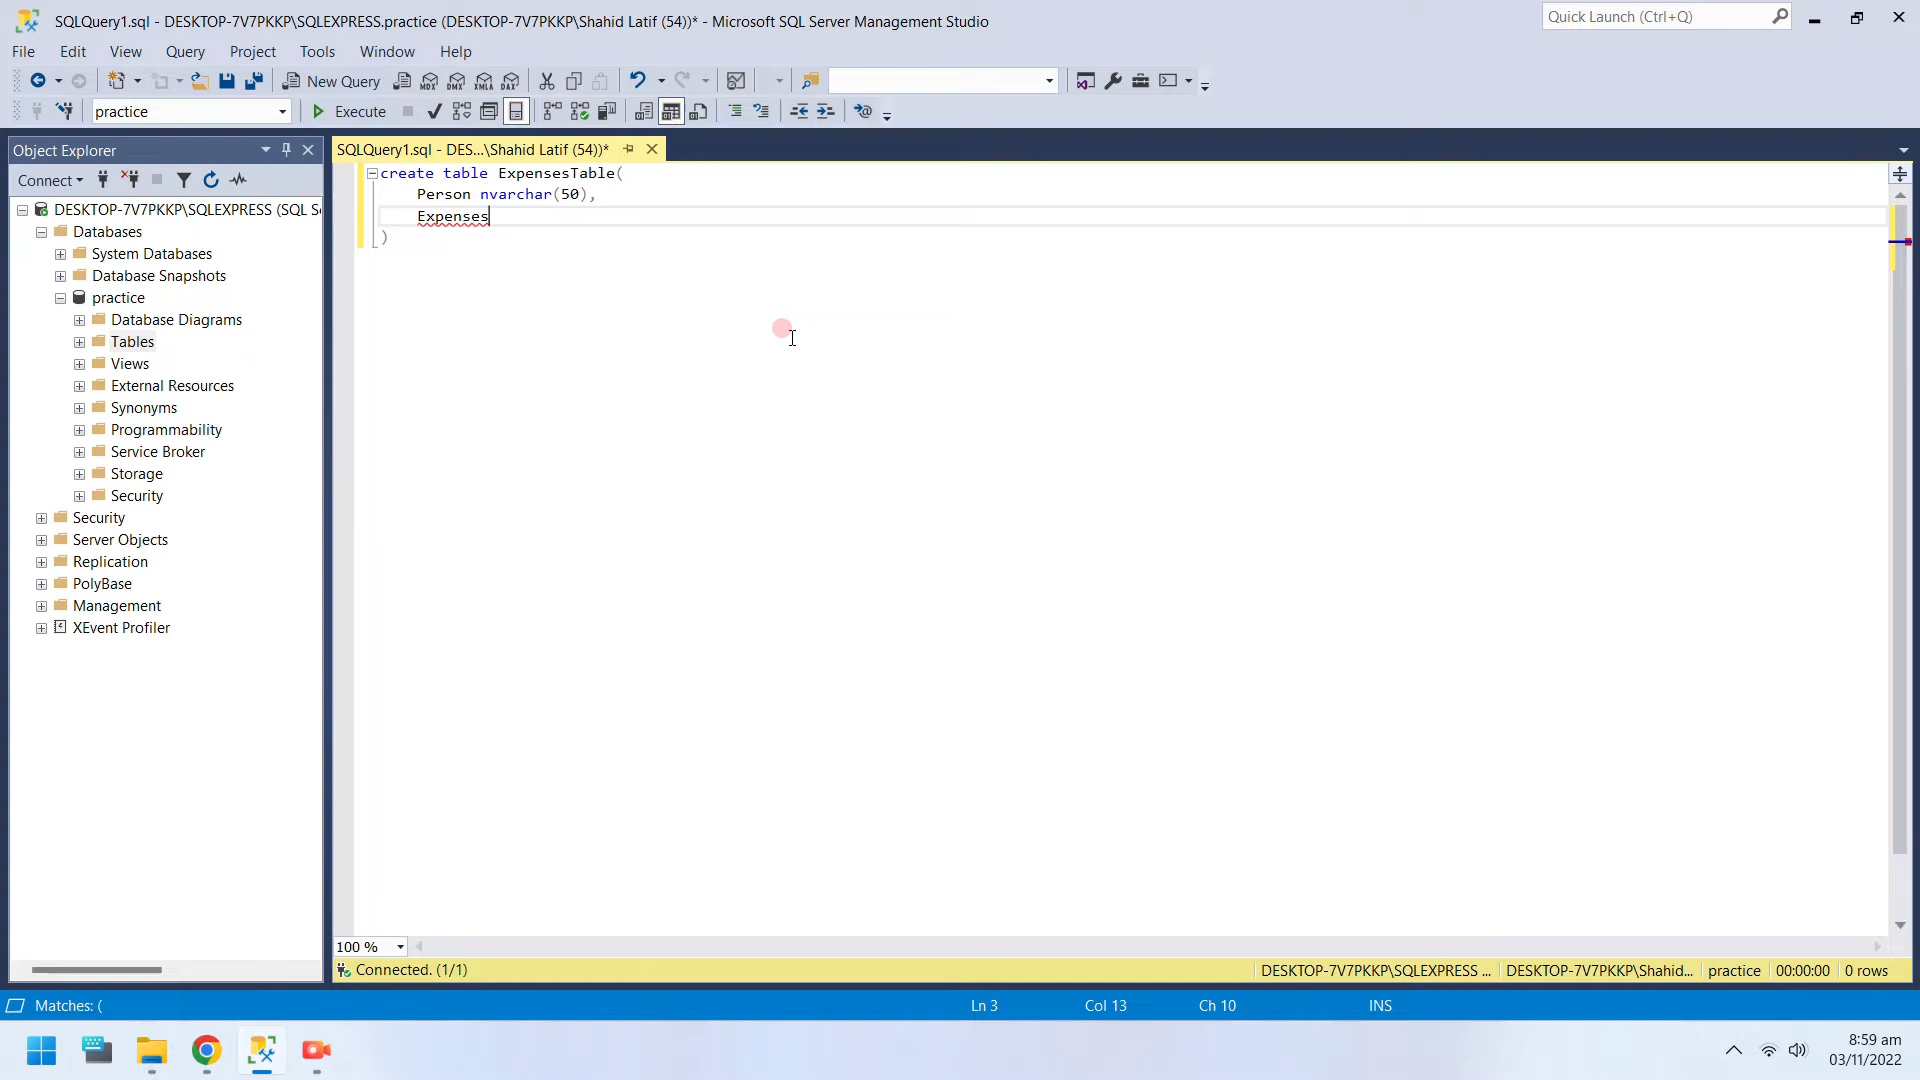 SQLQuery1.sql - DESKTOP-7V7PKKP\SQLEXPRESS.practice (DESKTOP-7V7PKKP\Shahid Latif (54))* - Microsoft SQL Server Management Studio
Quick Launch (Ctrl+Q)
File Edit View Query Project Tools Window Help
New Query MDX DMX XMLA DAX
practice Execute
Object Explorer
SQLQuery1.sql - DES...\Shahid Latif (54))*
Connect
create table ExpensesTable(
Person nvarchar(50),
Expenses
)
DESKTOP-7V7PKKP\SQLEXPRESS (SQL S
Databases
System Databases
Database Snapshots
practice
Database Diagrams
Tables
Views
External Resources
Synonyms
Programmability
Service Broker
Storage
Security
Security
Server Objects
Replication
PolyBase
Management
XEvent Profiler
100 %
Connected. (1/1)
DESKTOP-7V7PKKP\SQLEXPRESS ... DESKTOP-7V7PKKP\Shahid... practice 00:00:00 0 rows
Matches: ( Ln 3 Col 13 Ch 10 INS
8:59 am
03/11/2022